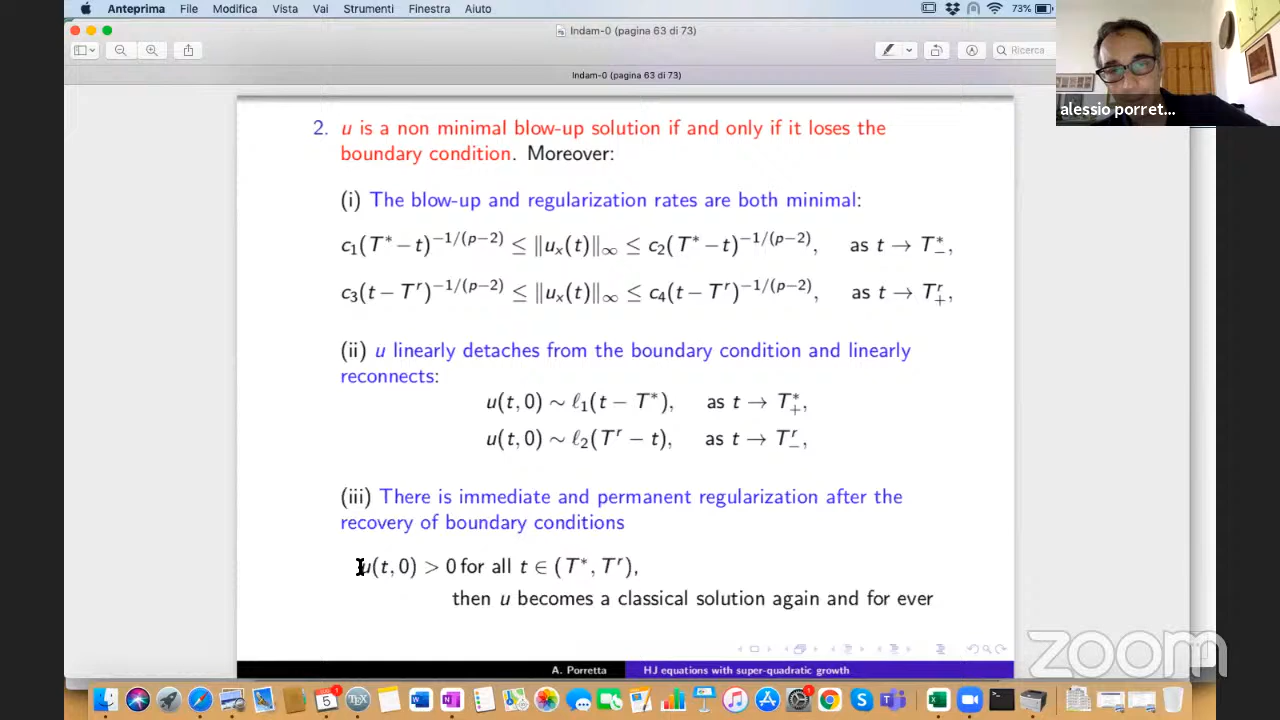 Anteprima File Modifica Vista Vai Strumenti Finestra Aiuto 73%
Indam-0 (pagina 63 di 73)
Ricerca
Indam-0 (pagina 63 di 73)
alessio porret...
2. u is a non minimal blow-up solution if and only if it loses the
boundary condition. Moreover:
(i) The blow-up and regularization rates are both minimal:
c₁(T* − t)^{−1/(p−2)} ≤ ‖uₓ(t)‖∞ ≤ c₂(T* − t)^{−1/(p−2)}, as t → T*₋,
c₃(t − Tʳ)^{−1/(p−2)} ≤ ‖uₓ(t)‖∞ ≤ c₄(t − Tʳ)^{−1/(p−2)}, as t → Tʳ₊,
(ii) u linearly detaches from the boundary condition and linearly
reconnects:
u(t, 0) ∼ ℓ₁(t − T*), as t → T*₊,
u(t, 0) ∼ ℓ₂(Tʳ − t), as t → Tʳ₋,
(iii) There is immediate and permanent regularization after the
recovery of boundary conditions
u(t, 0) > 0 for all t ∈ (T*, Tʳ),
then u becomes a classical solution again and for ever
A. Porretta HJ equations with super-quadratic growth
zoom